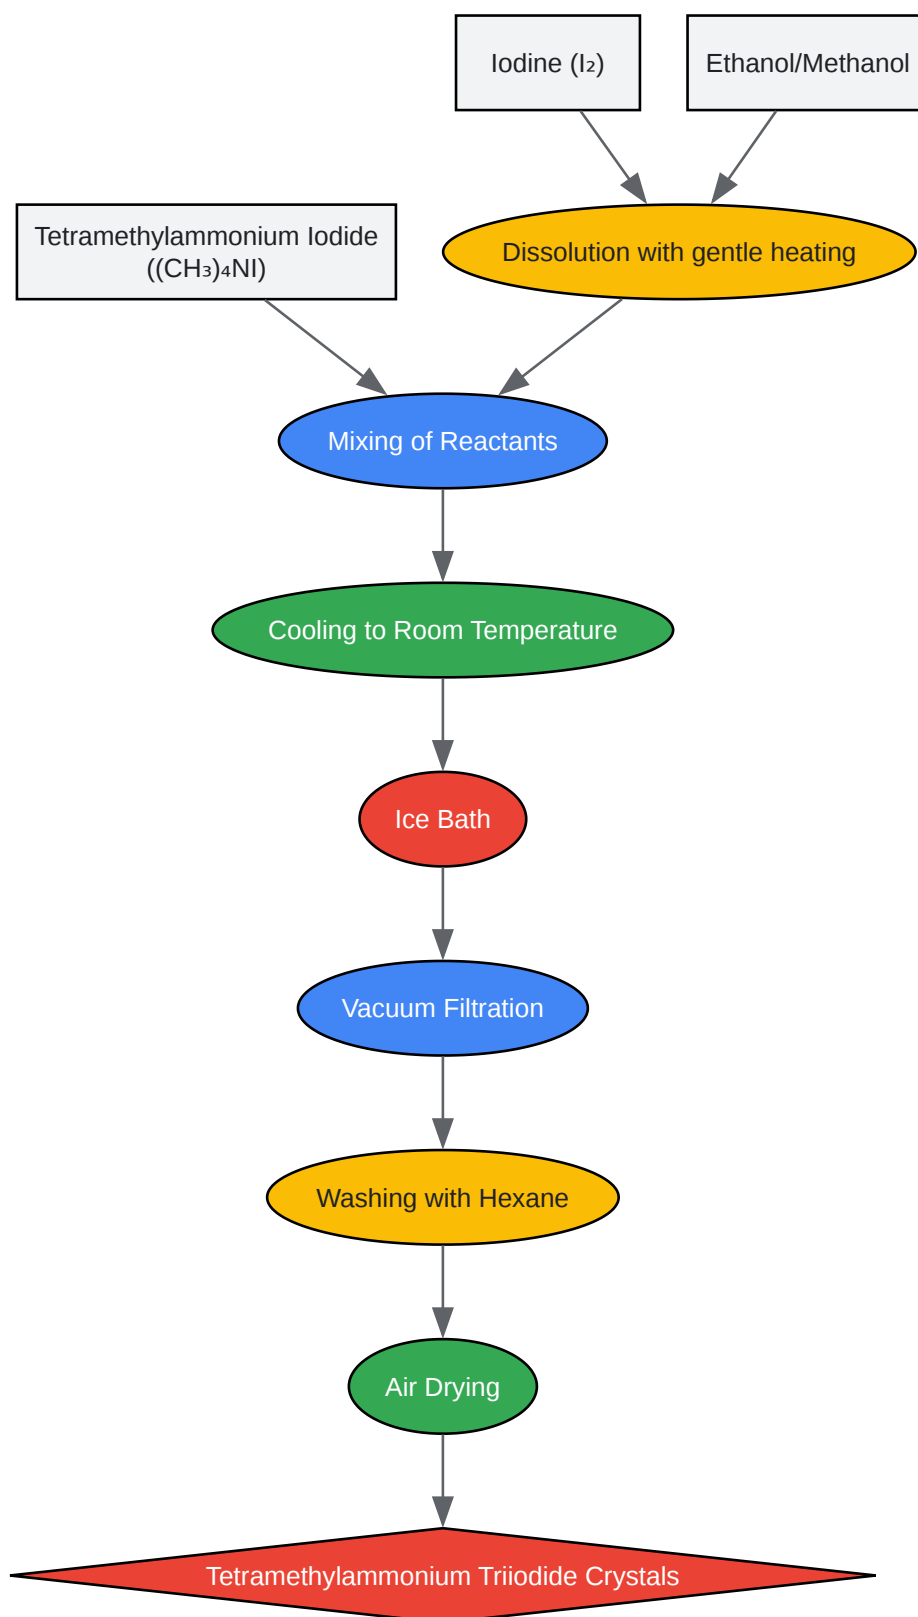 Iodine (I₂)
Ethanol/Methanol
Tetramethylammonium Iodide
((CH₃)₄NI)
Dissolution with gentle heating
Mixing of Reactants
Cooling to Room Temperature
Ice Bath
Vacuum Filtration
Washing with Hexane
Air Drying
Tetramethylammonium Triiodide Crystals